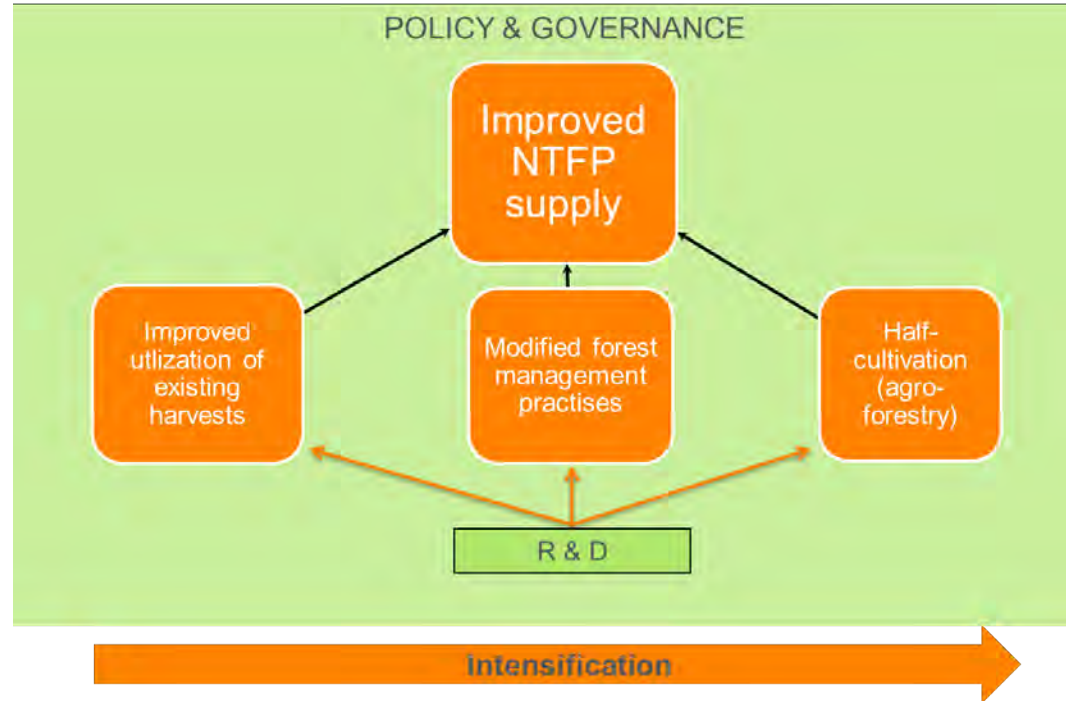 POLICY & GOVERNANCE
Improved
NTFP
supply
Improved
utlization of
existing
harvests
Modified forest
management
practises
Half-
cultivation
(agro-
forestry)
R & D
Intensification